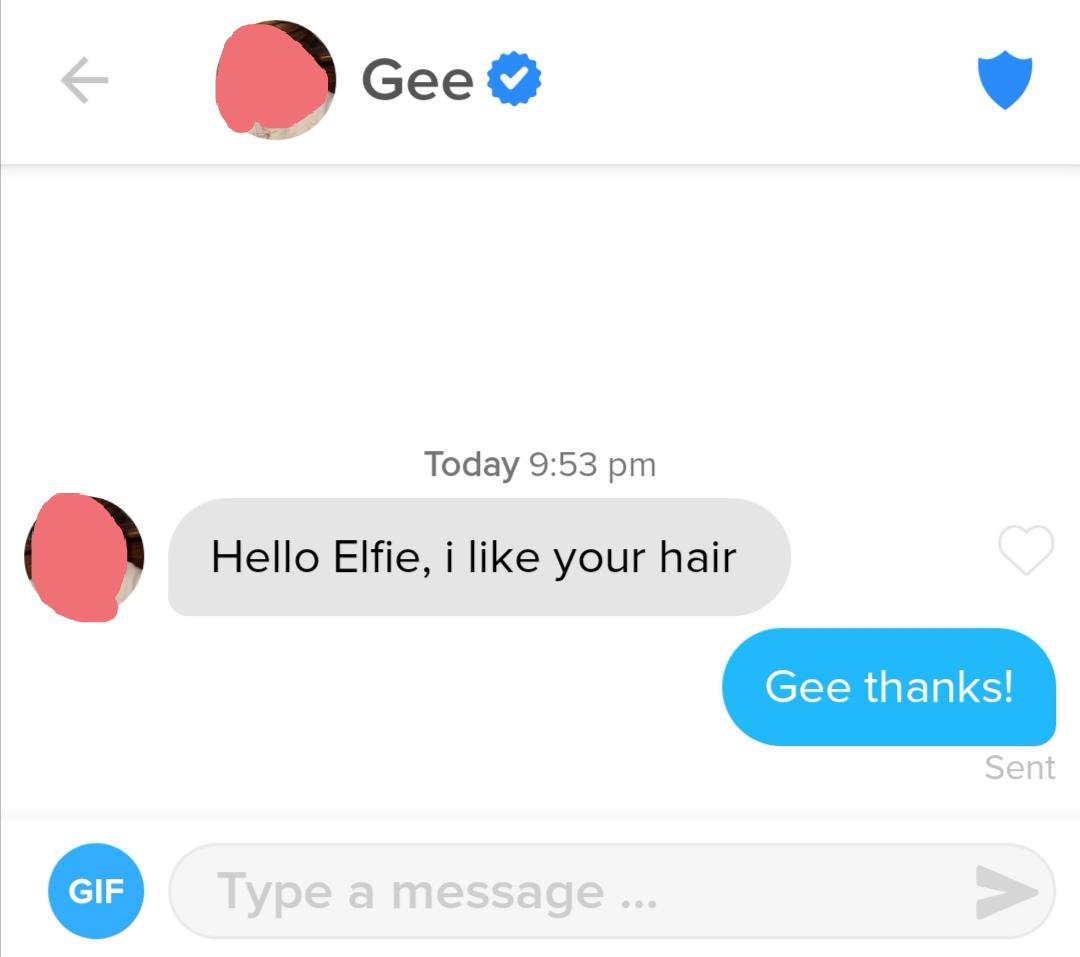 Gee
Today 9:53 pm
Hello Elfie, i like your hair
Gee thanks!
Sent
GIF
Type a message ...